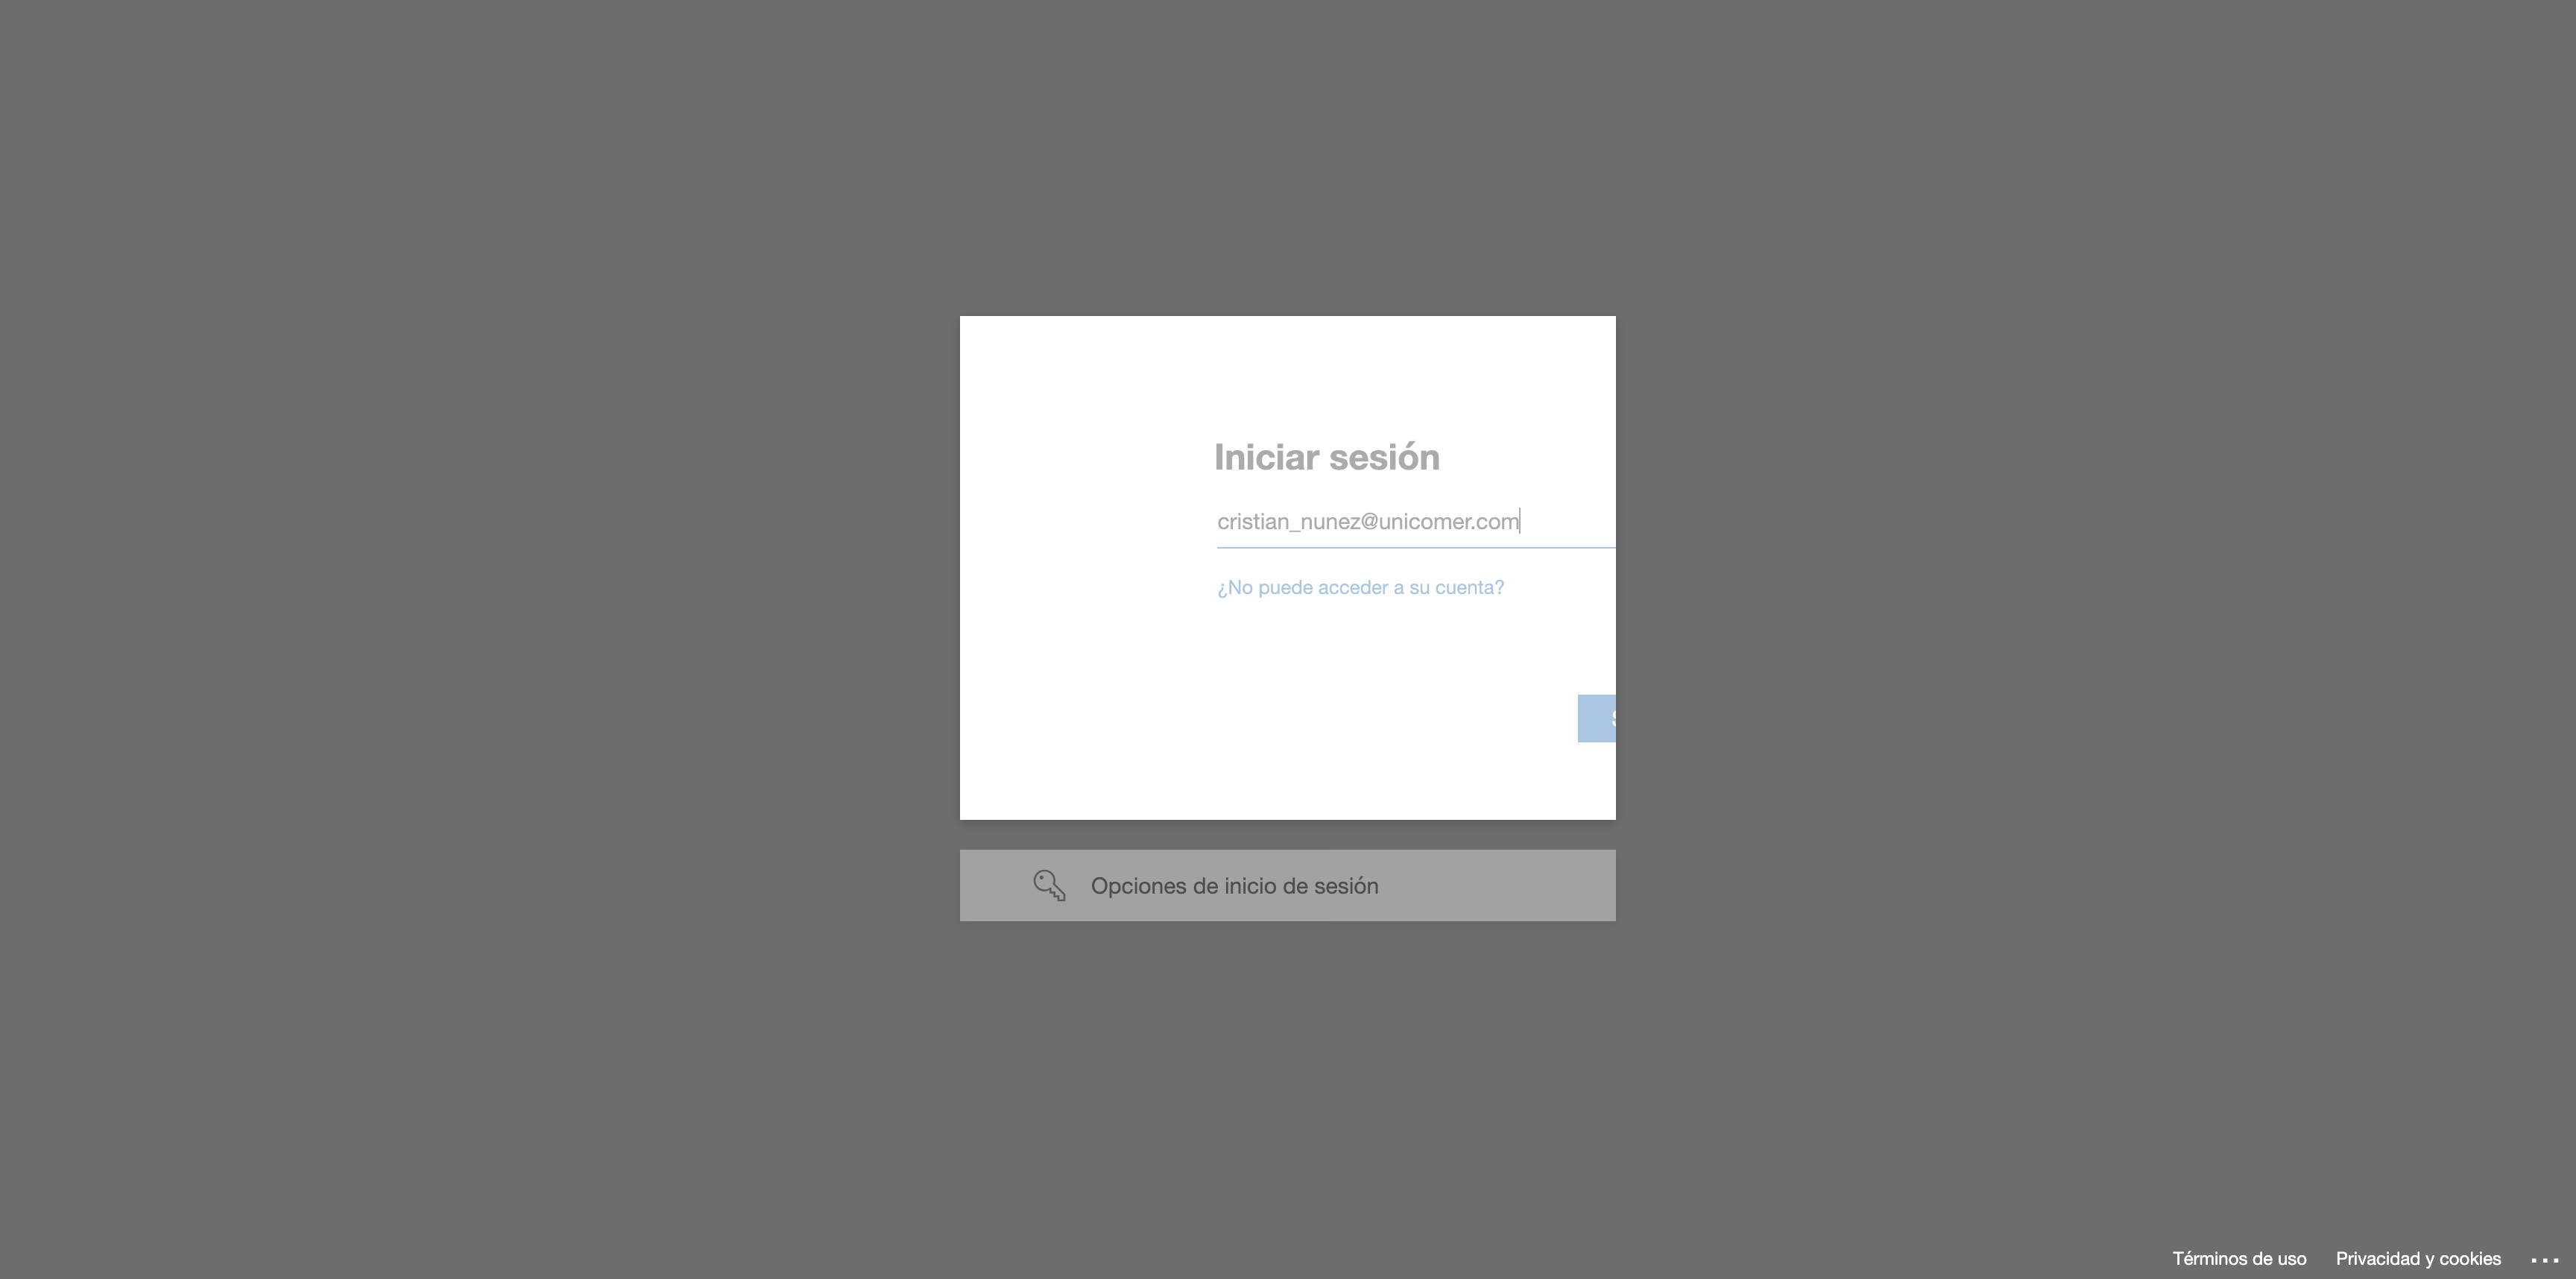 Iniciar sesión
cristian_nunez@unicomer.com
¿No puede acceder a su cuenta?
Opciones de inicio de sesión
Términos de uso Privacidad y cookies ...